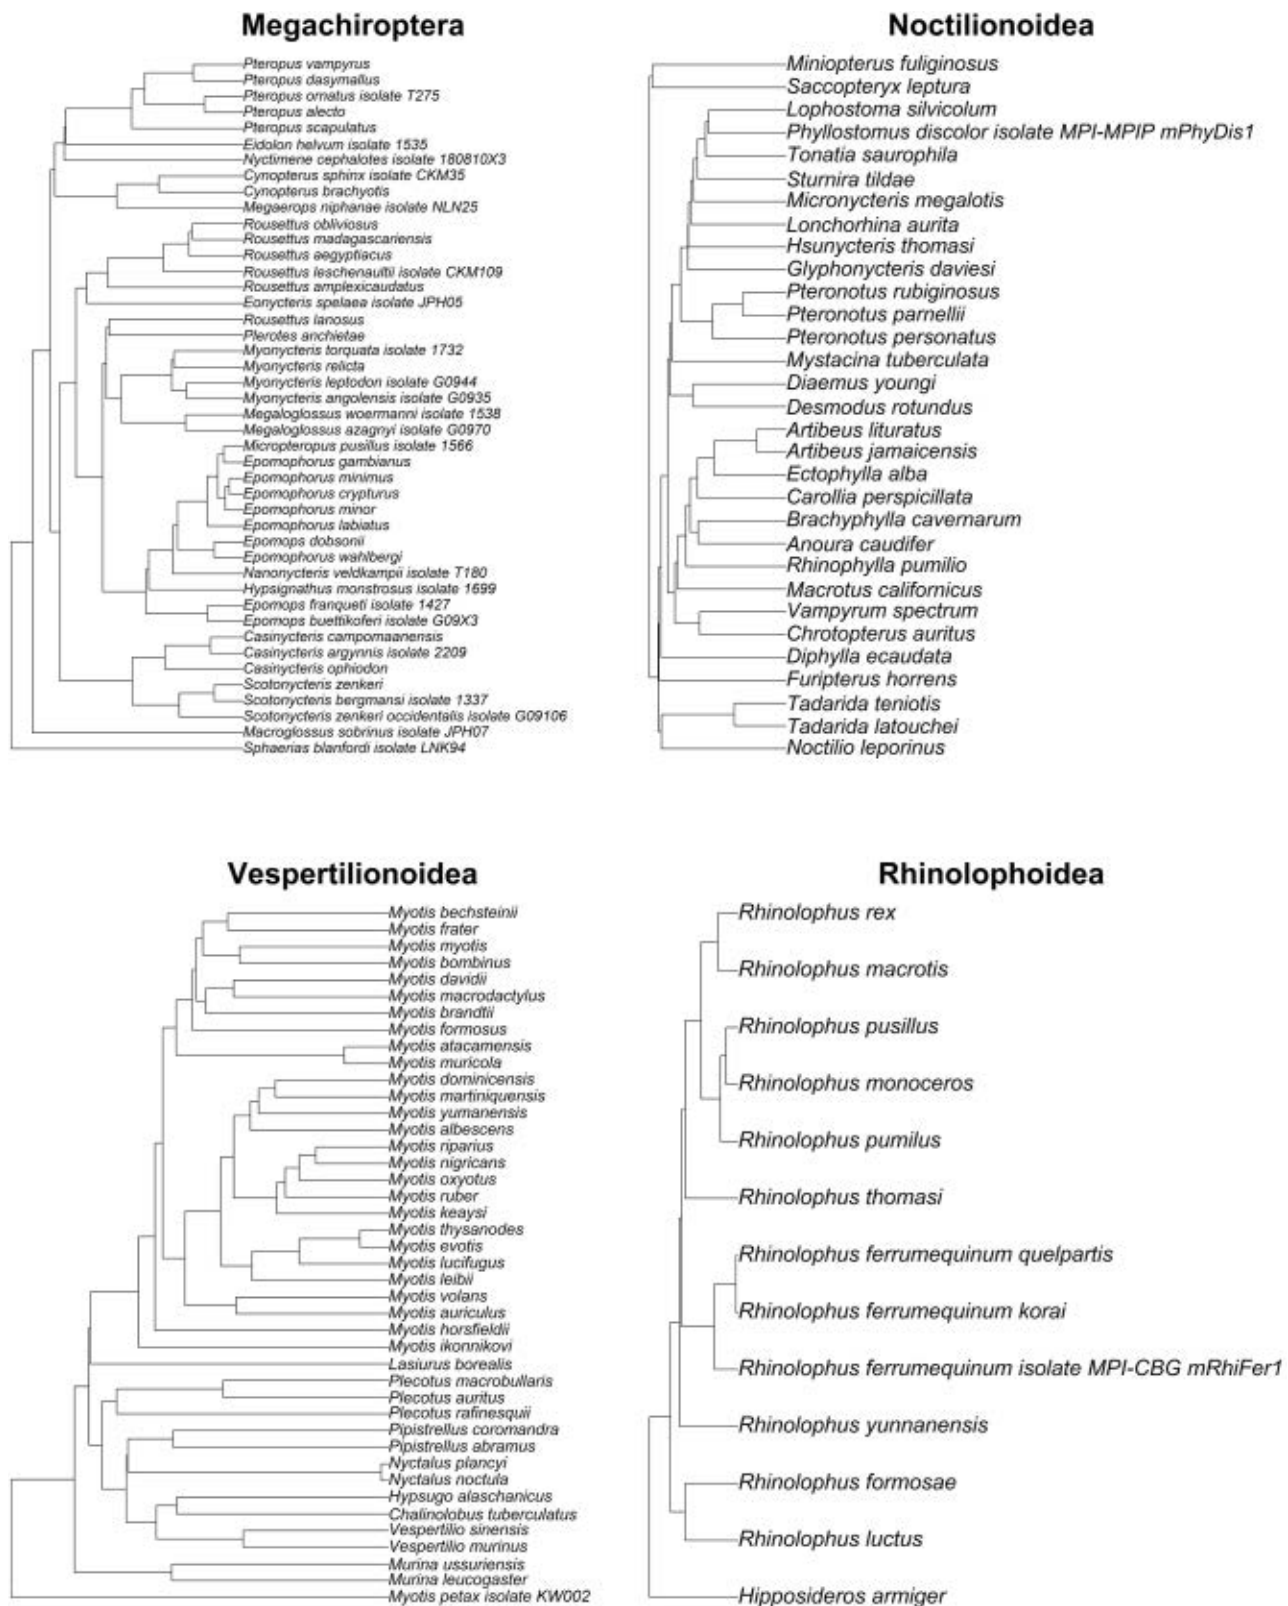 Megachiroptera
Pteropus vampyrus
Pteropus dasymallus
Pteropus ornatus isolate T275
Pteropus alecto
Pteropus scapulatus
Eidolon helvum isolate 1535
Nyctimene cephalotes isolate 180810X3
Cynopterus sphinx isolate CKM35
Cynopterus brachyotis
Megaerops niphanae isolate NLN25
Rousettus obliviosus
Rousettus madagascariensis
Rousettus aegyptiacus
Rousettus leschenaultii isolate CKM109
Rousettus amplexicaudatus
Eonycteris spelaea isolate JPH05
Rousettus lanosus
Plerotes anchietae
Myonycteris torquata isolate 1732
Myonycteris relicta
Myonycteris leptodon isolate G0944
Myonycteris angolensis isolate G0935
Megaloglossus woermanni isolate 1538
Megaloglossus azagnyi isolate G0970
Micropteropus pusillus isolate 1566
Epomophorus gambianus
Epomophorus minimus
Epomophorus crypturus
Epomophorus minor
Epomophorus labiatus
Epomops dobsonii
Epomophorus wahlbergi
Nanonycteris veldkampii isolate T180
Hypsignathus monstrosus isolate 1699
Epomops franqueti isolate 1427
Epomops buettikoferi isolate G09X3
Casinycteris campomaanensis
Casinycteris argynnis isolate 2209
Casinycteris ophiodon
Scotonycteris zenkeri
Scotonycteris bergmansi isolate 1337
Scotonycteris zenkeri occidentalis isolate G09106
Macroglossus sobrinus isolate JPH07
Sphaerias blanfordi isolate LNK94
Noctilionoidea
Miniopterus fuliginosus
Saccopteryx leptura
Lophostoma silvicolum
Phyllostomus discolor isolate MPI-MPIP mPhyDis1
Tonatia saurophila
Sturnira tildae
Micronycteris megalotis
Lonchorhina aurita
Hsunycteris thomasi
Glyphonycteris daviesi
Pteronotus rubiginosus
Pteronotus parnellii
Pteronotus personatus
Mystacina tuberculata
Diaemus youngi
Desmodus rotundus
Artibeus lituratus
Artibeus jamaicensis
Ectophylla alba
Carollia perspicillata
Brachyphylla cavernarum
Anoura caudifer
Rhinophylla pumilio
Macrotus californicus
Vampyrum spectrum
Chrotopterus auritus
Diphylla ecaudata
Furipterus horrens
Tadarida teniotis
Tadarida latouchei
Noctilio leporinus
Vespertilionoidea
Myotis bechsteinii
Myotis frater
Myotis myotis
Myotis bombinus
Myotis davidii
Myotis macrodactylus
Myotis brandtii
Myotis formosus
Myotis atacamensis
Myotis muricola
Myotis dominicensis
Myotis martiniquensis
Myotis yumanensis
Myotis albescens
Myotis riparius
Myotis nigricans
Myotis oxyotus
Myotis ruber
Myotis keaysi
Myotis thysanodes
Myotis evotis
Myotis lucifugus
Myotis leibii
Myotis volans
Myotis auriculus
Myotis horsfieldii
Myotis ikonnikovi
Lasiurus borealis
Plecotus macrobullaris
Plecotus auritus
Plecotus rafinesquii
Pipistrellus coromandra
Pipistrellus abramus
Nyctalus plancyi
Nyctalus noctula
Hypsugo alaschanicus
Chalinolobus tuberculatus
Vespertilio sinensis
Vespertilio murinus
Murina ussuriensis
Murina leucogaster
Myotis petax isolate KW002
Rhinolophoidea
Rhinolophus rex
Rhinolophus macrotis
Rhinolophus pusillus
Rhinolophus monoceros
Rhinolophus pumilus
Rhinolophus thomasi
Rhinolophus ferrumequinum quelpartis
Rhinolophus ferrumequinum korai
Rhinolophus ferrumequinum isolate MPI-CBG mRhiFer1
Rhinolophus yunnanensis
Rhinolophus formosae
Rhinolophus luctus
Hipposideros armiger